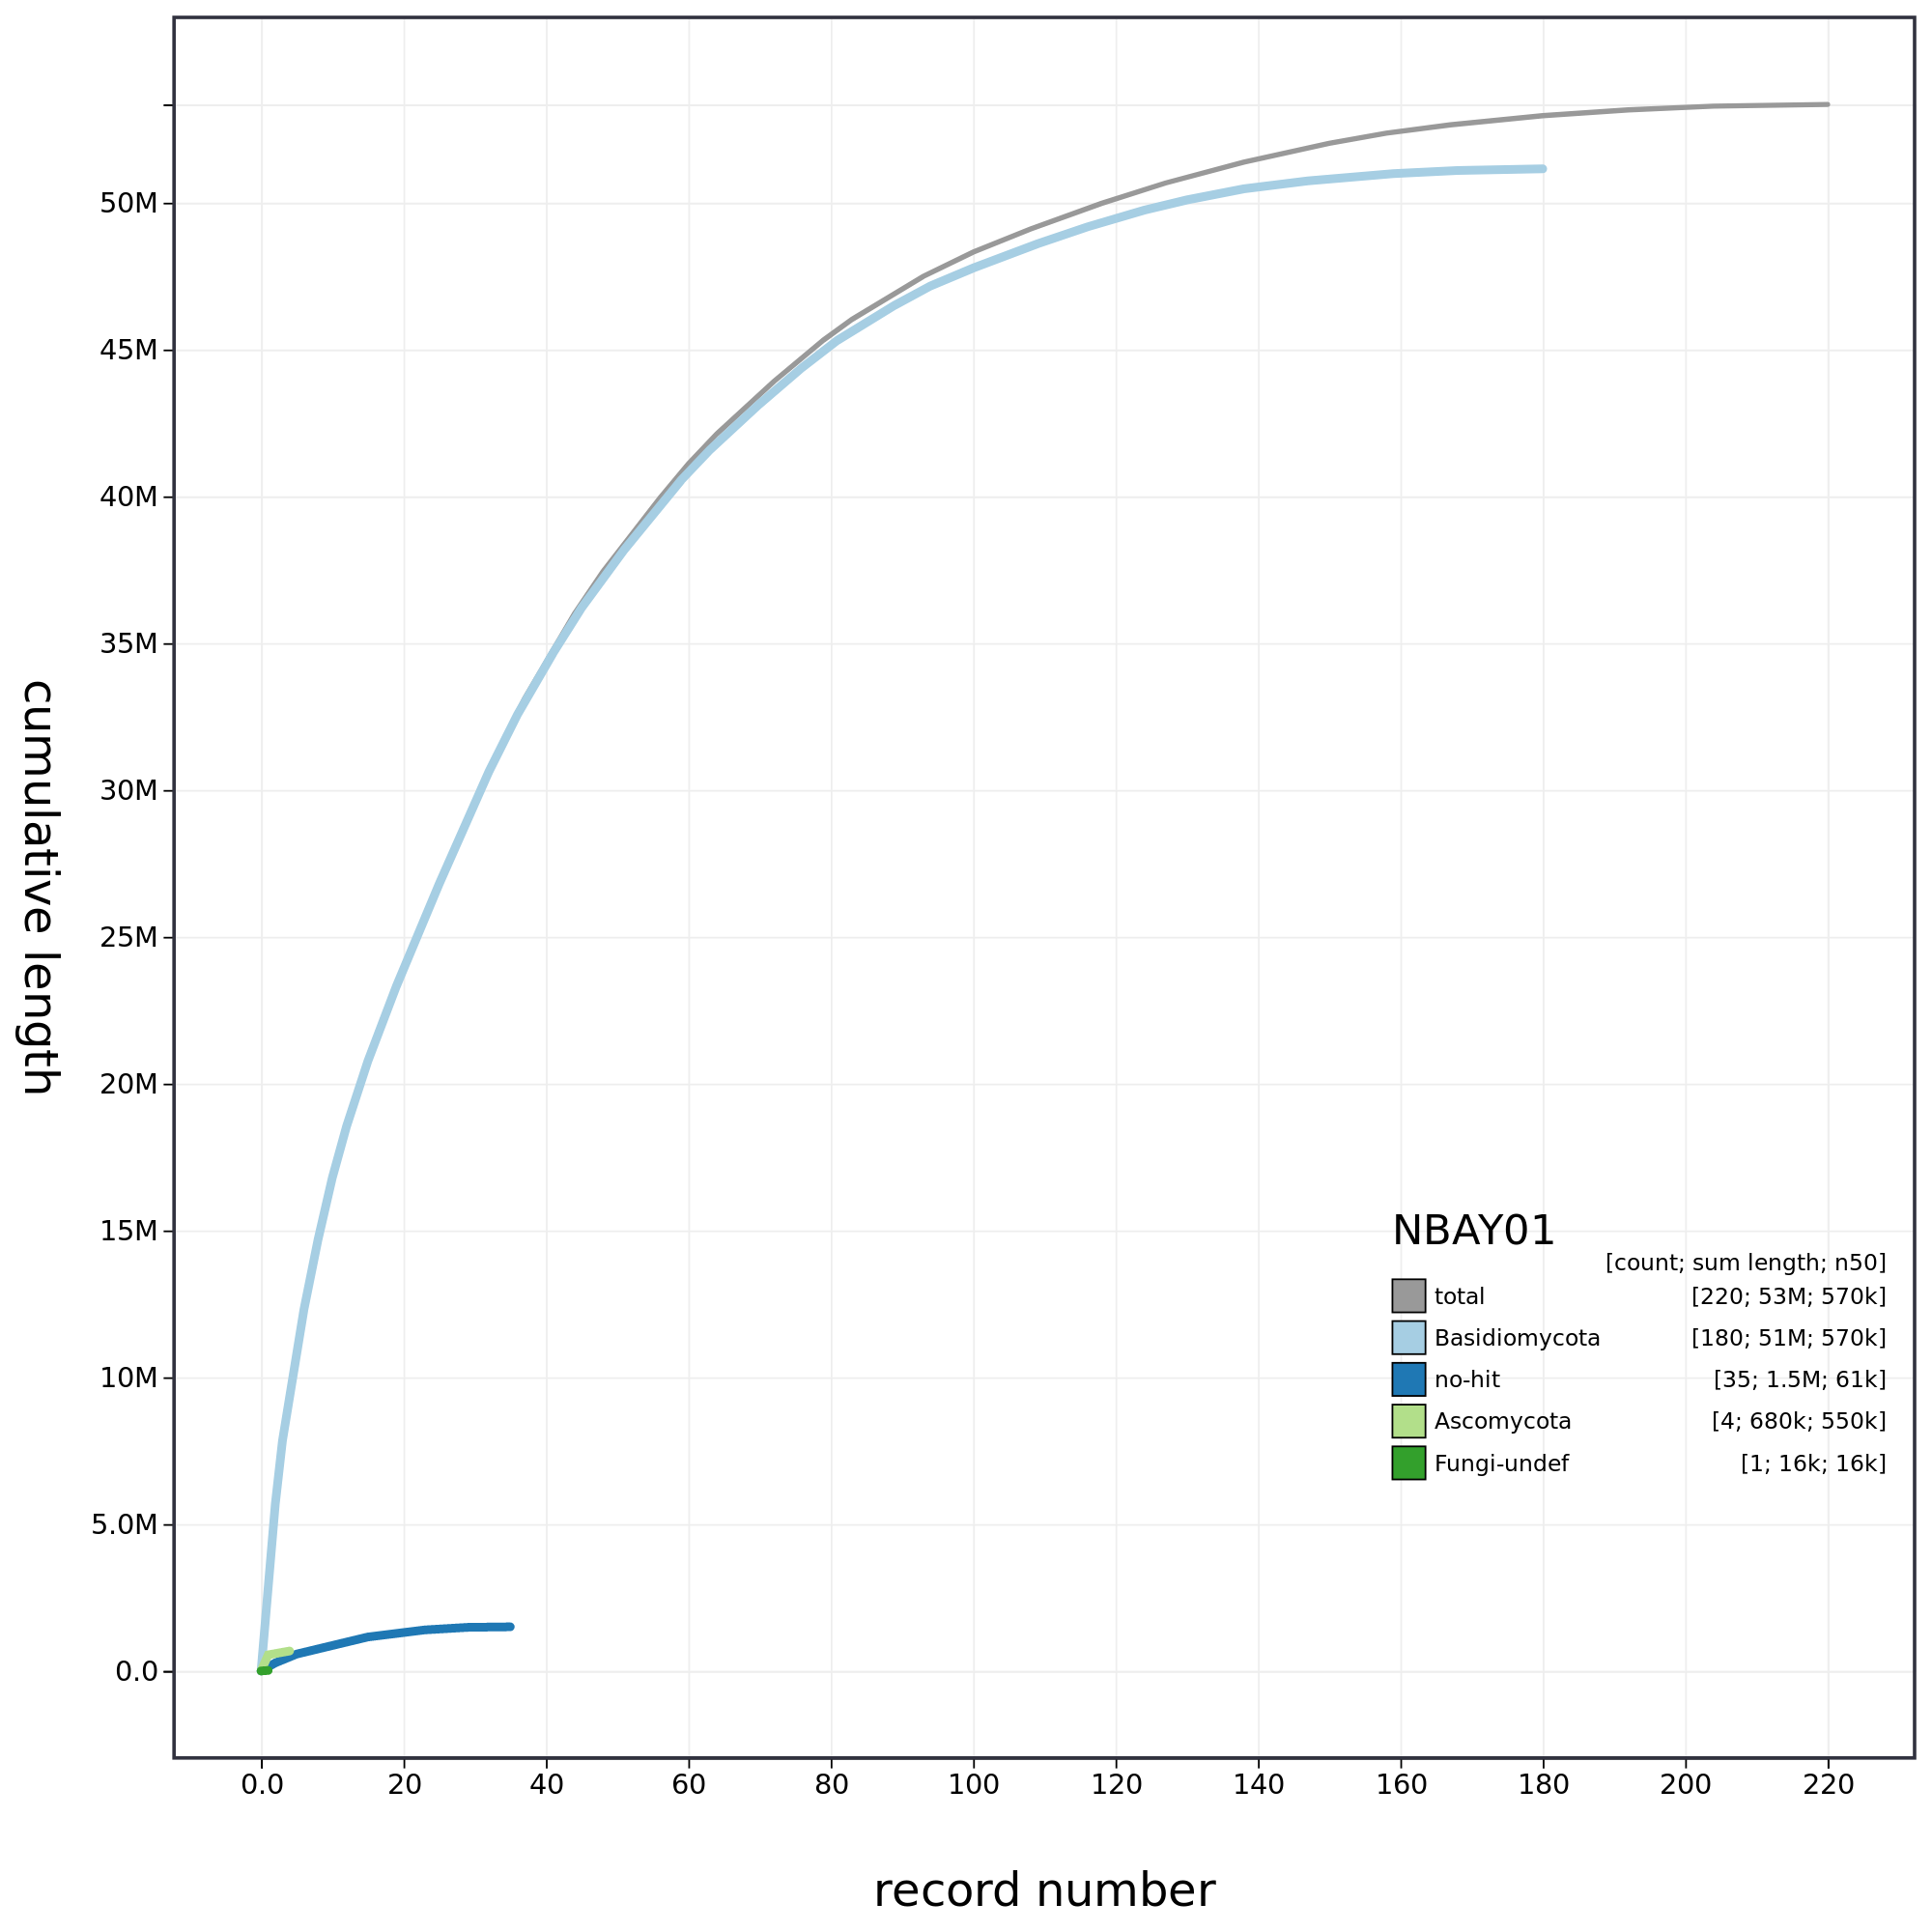 50M
45M
40M
35M
30M
25M
20M
15M
10M
5.0M
0.0
cumulative length
NBAY01
[count; sum length; n50]
total [220; 53M; 570k]
Basidiomycota [180; 51M; 570k]
no-hit [35; 1.5M; 61k]
Ascomycota [4; 680k; 550k]
Fungi-undef [1; 16k; 16k]
0.0 20 40 60 80 100 120 140 160 180 200 220
record number